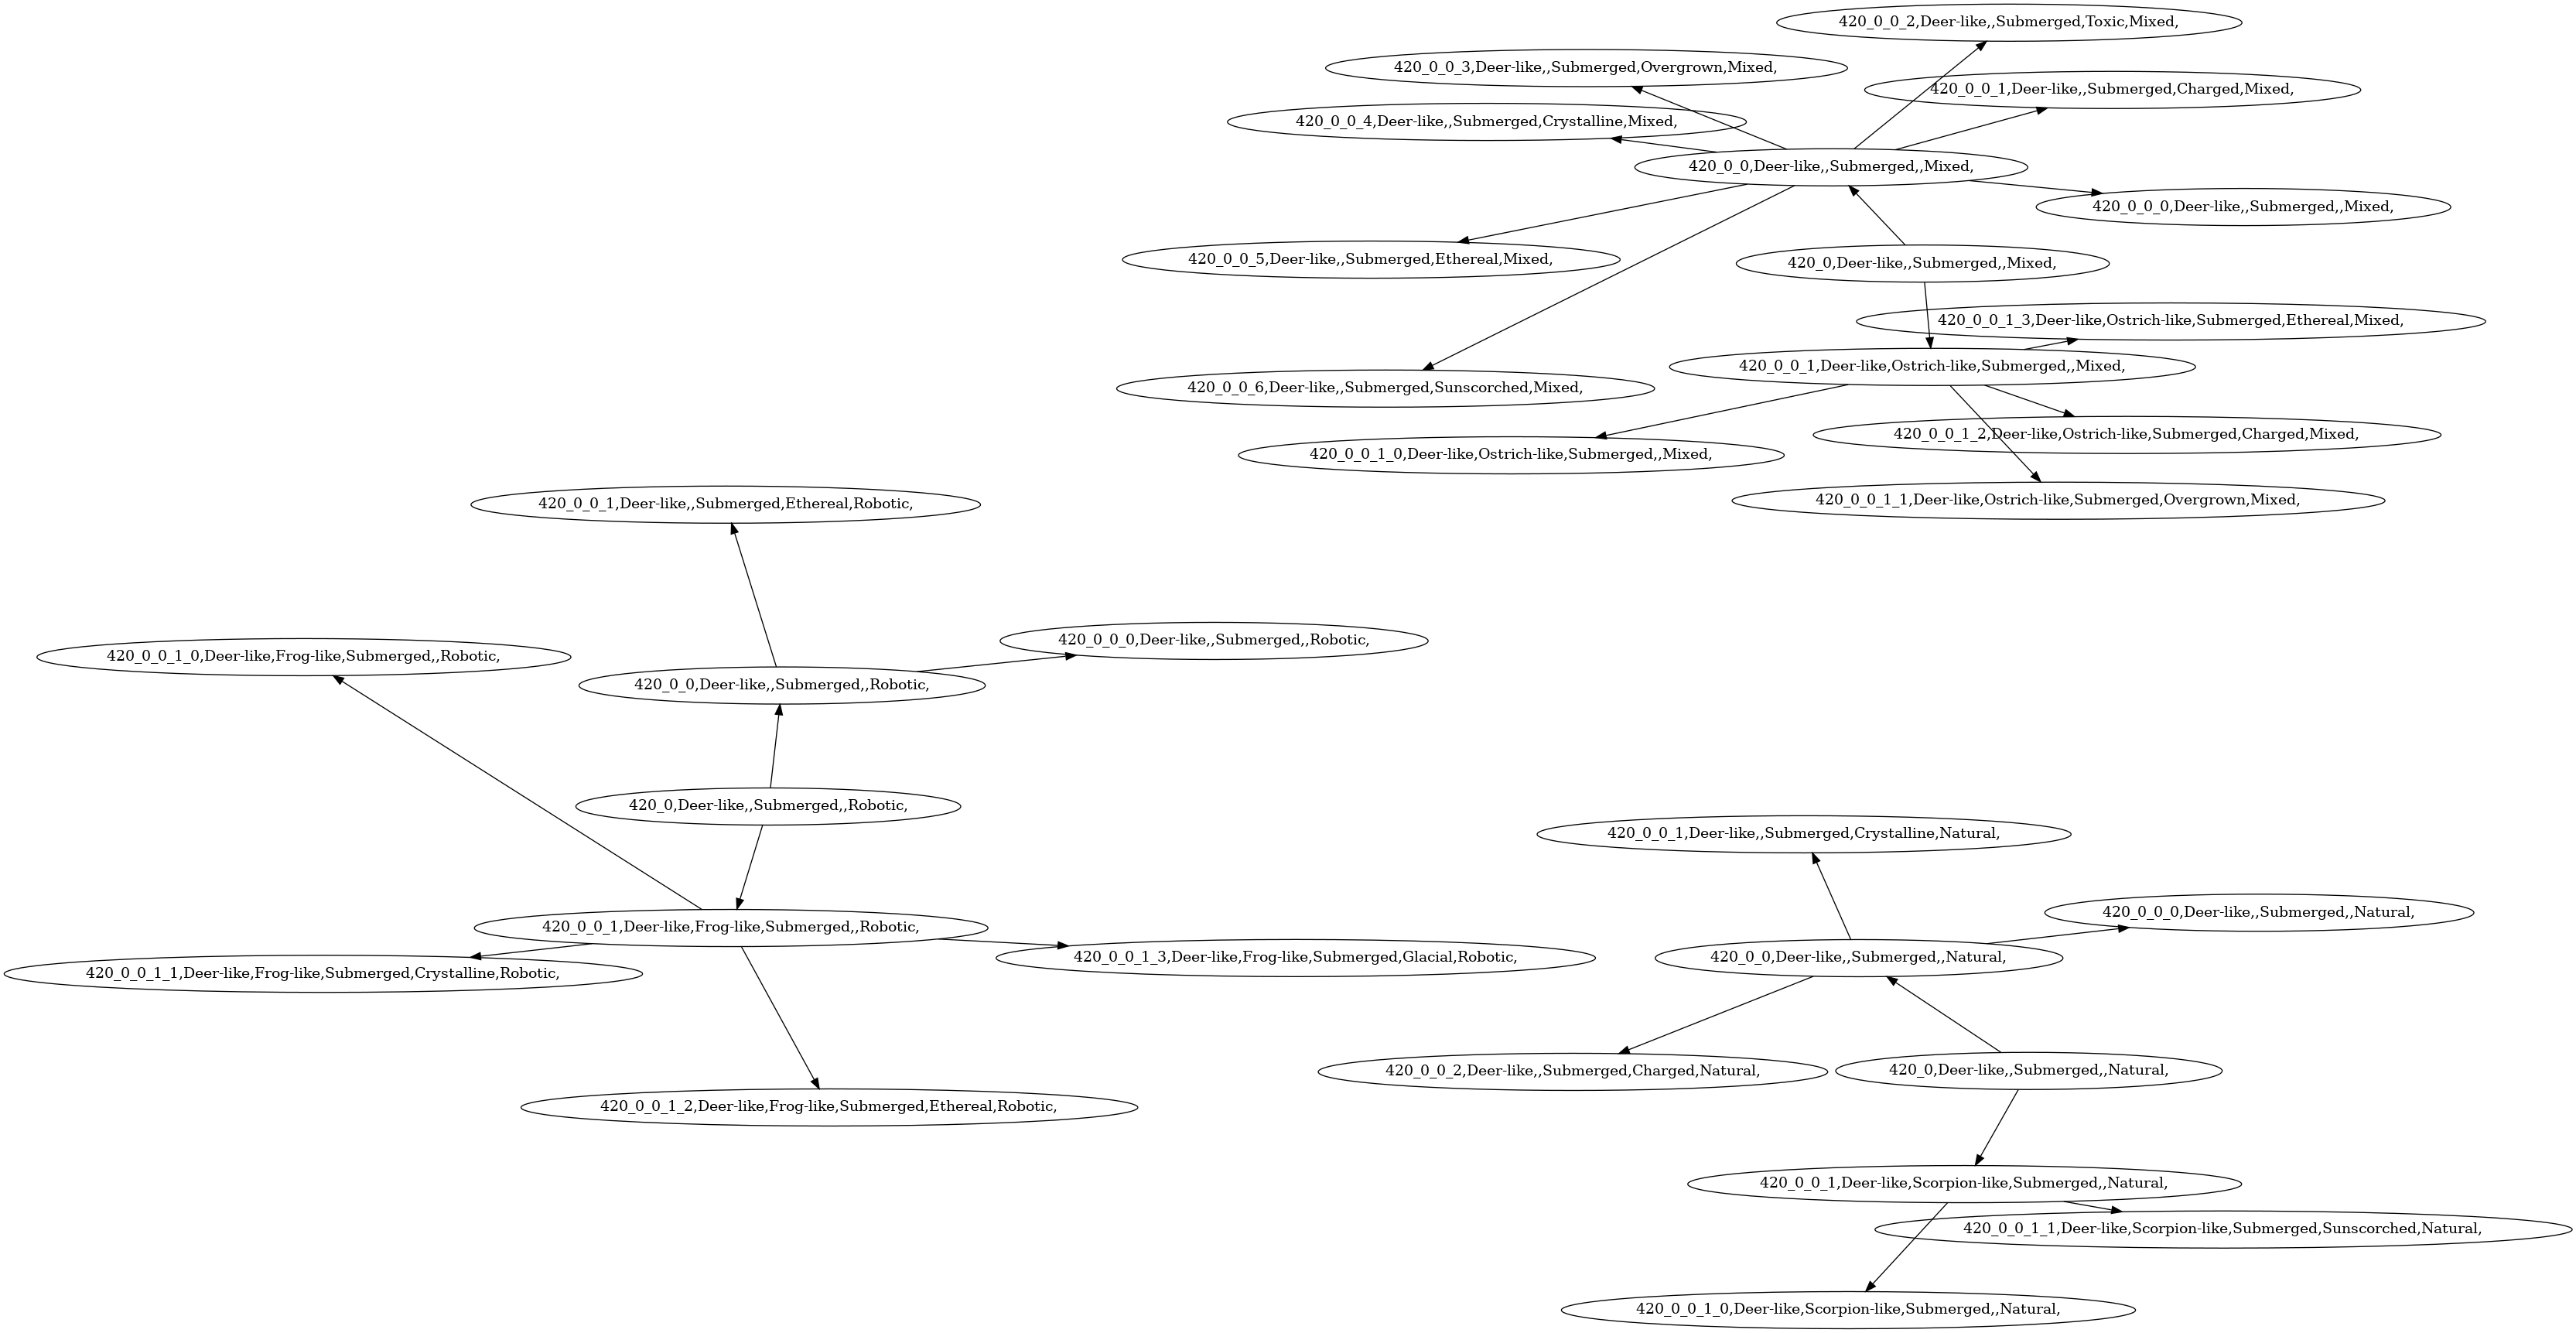 420_0_0_2,Deer-like,,Submerged,Toxic,Mixed,
420_0_0_3,Deer-like,,Submerged,Overgrown,Mixed,
420_0_0_1,Deer-like,,Submerged,Charged,Mixed,
420_0_0_4,Deer-like,,Submerged,Crystalline,Mixed,
420_0_0,Deer-like,,Submerged,,Mixed,
420_0_0_0,Deer-like,,Submerged,,Mixed,
420_0_0_5,Deer-like,,Submerged,Ethereal,Mixed,
420_0,Deer-like,,Submerged,,Mixed,
420_0_0_1_3,Deer-like,Ostrich-like,Submerged,Ethereal,Mixed,
420_0_0_1,Deer-like,Ostrich-like,Submerged,,Mixed,
420_0_0_6,Deer-like,,Submerged,Sunscorched,Mixed,
420_0_0_1_2,Deer-like,Ostrich-like,Submerged,Charged,Mixed,
420_0_0_1_0,Deer-like,Ostrich-like,Submerged,,Mixed,
420_0_0_1_1,Deer-like,Ostrich-like,Submerged,Overgrown,Mixed,
420_0_0_1,Deer-like,,Submerged,Ethereal,Robotic,
420_0_0_0,Deer-like,,Submerged,,Robotic,
420_0_0_1_0,Deer-like,Frog-like,Submerged,,Robotic,
420_0_0,Deer-like,,Submerged,,Robotic,
420_0,Deer-like,,Submerged,,Robotic,
420_0_0_1,Deer-like,,Submerged,Crystalline,Natural,
420_0_0_0,Deer-like,,Submerged,,Natural,
420_0_0_1,Deer-like,Frog-like,Submerged,,Robotic,
420_0_0_1_3,Deer-like,Frog-like,Submerged,Glacial,Robotic,
420_0_0,Deer-like,,Submerged,,Natural,
420_0_0_1_1,Deer-like,Frog-like,Submerged,Crystalline,Robotic,
420_0_0_2,Deer-like,,Submerged,Charged,Natural,
420_0,Deer-like,,Submerged,,Natural,
420_0_0_1_2,Deer-like,Frog-like,Submerged,Ethereal,Robotic,
420_0_0_1,Deer-like,Scorpion-like,Submerged,,Natural,
420_0_0_1_1,Deer-like,Scorpion-like,Submerged,Sunscorched,Natural,
420_0_0_1_0,Deer-like,Scorpion-like,Submerged,,Natural,